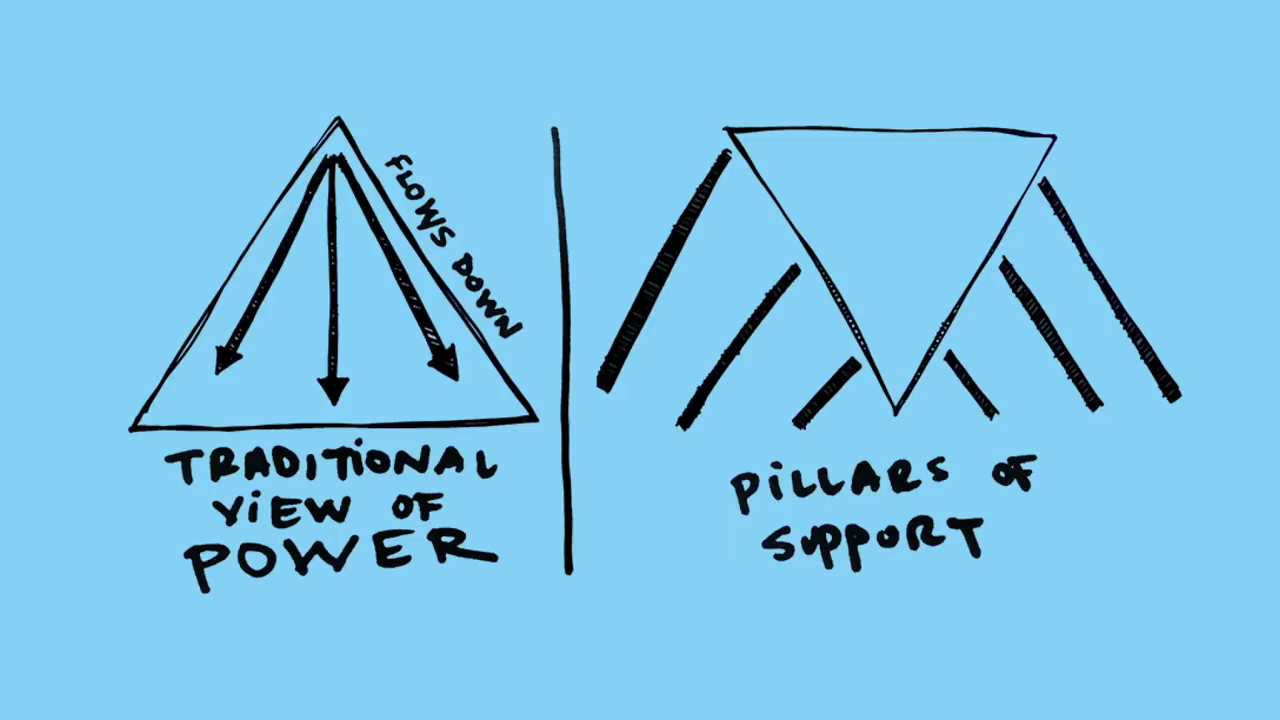 FLOWS DOWN
TRADiTiONAL
ViEW OF
POWER
PiLLARS OF
SUPPORT